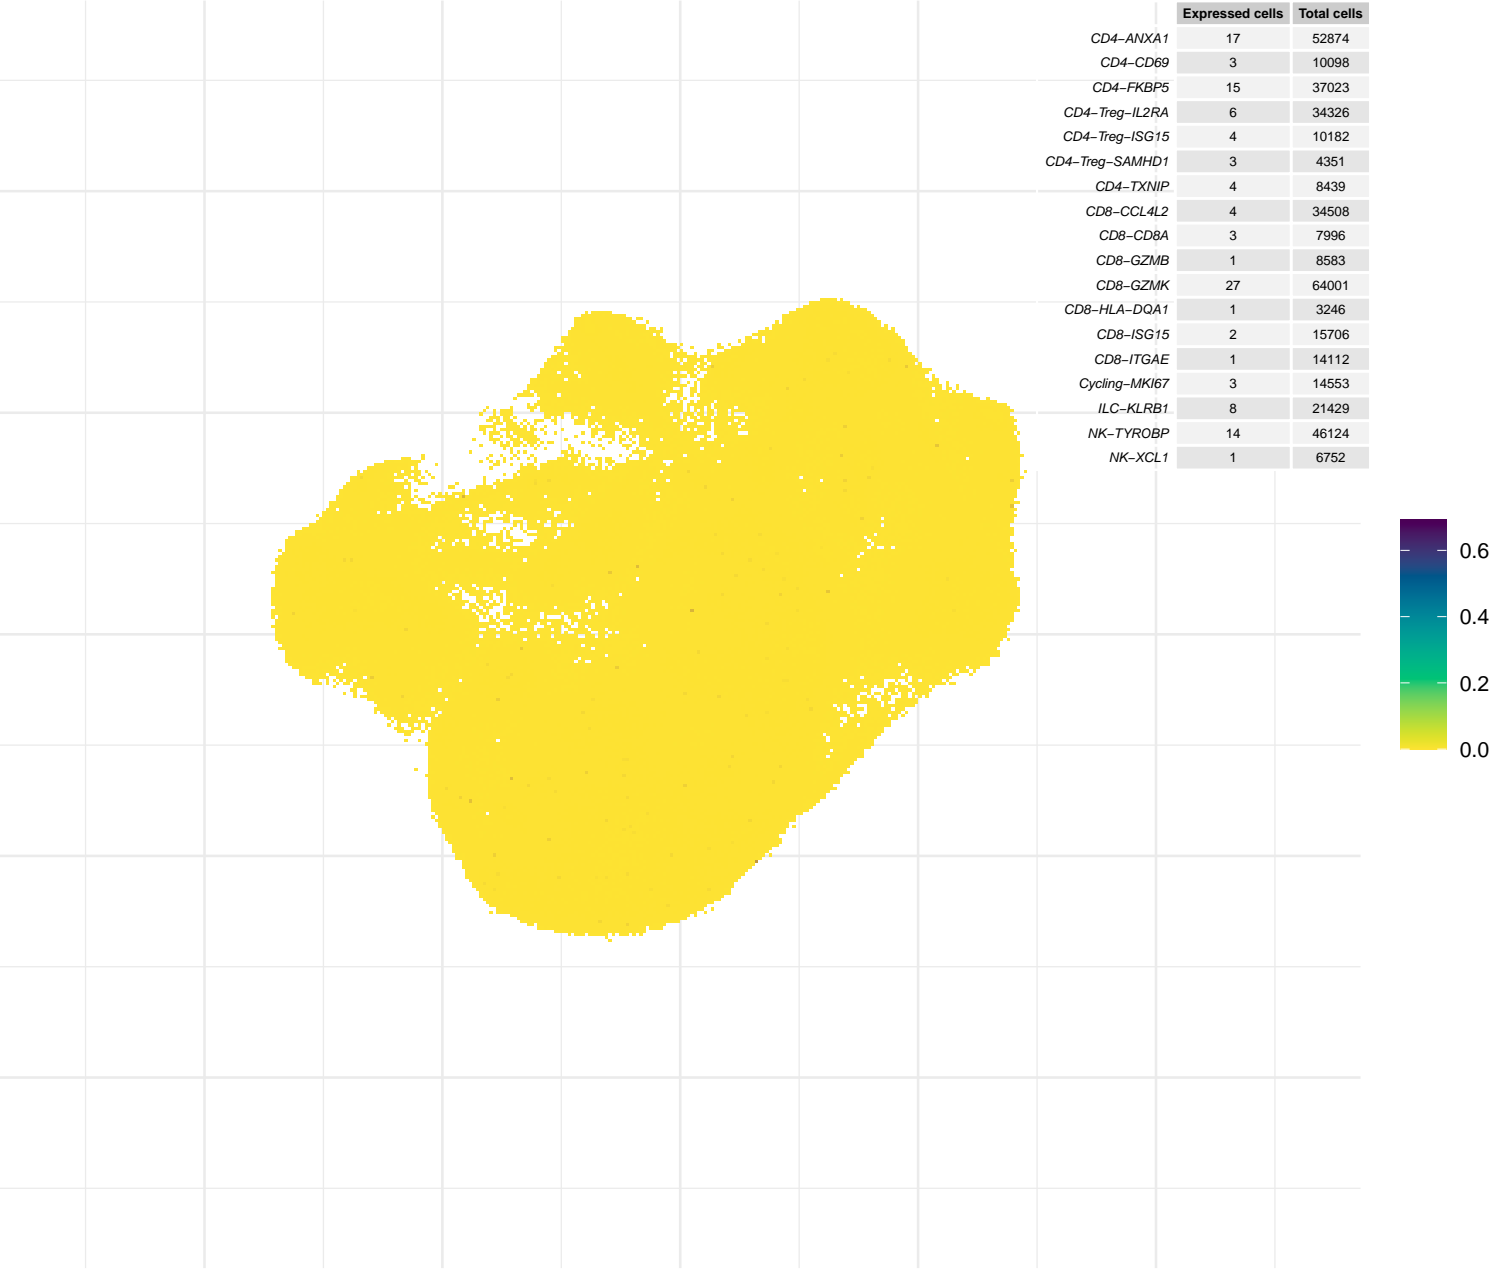 Expressed cells Total cells
CD4−ANXA1 17 52874
CD4−CD69 3 10098
CD4−FKBP5 15 37023
CD4−Treg−IL2RA 6 34326
CD4−Treg−ISG15 4 10182
CD4−Treg−SAMHD1 3 4351
CD4−TXNIP 4 8439
CD8−CCL4L2 4 34508
CD8−CD8A 3 7996
CD8−GZMB 1 8583
CD8−GZMK 27 64001
CD8−HLA−DQA1 1 3246
CD8−ISG15 2 15706
CD8−ITGAE 1 14112
Cycling−MKI67 3 14553
ILC−KLRB1 8 21429
NK−TYROBP 14 46124
NK−XCL1 1 6752
0.6
0.4
0.2
0.0